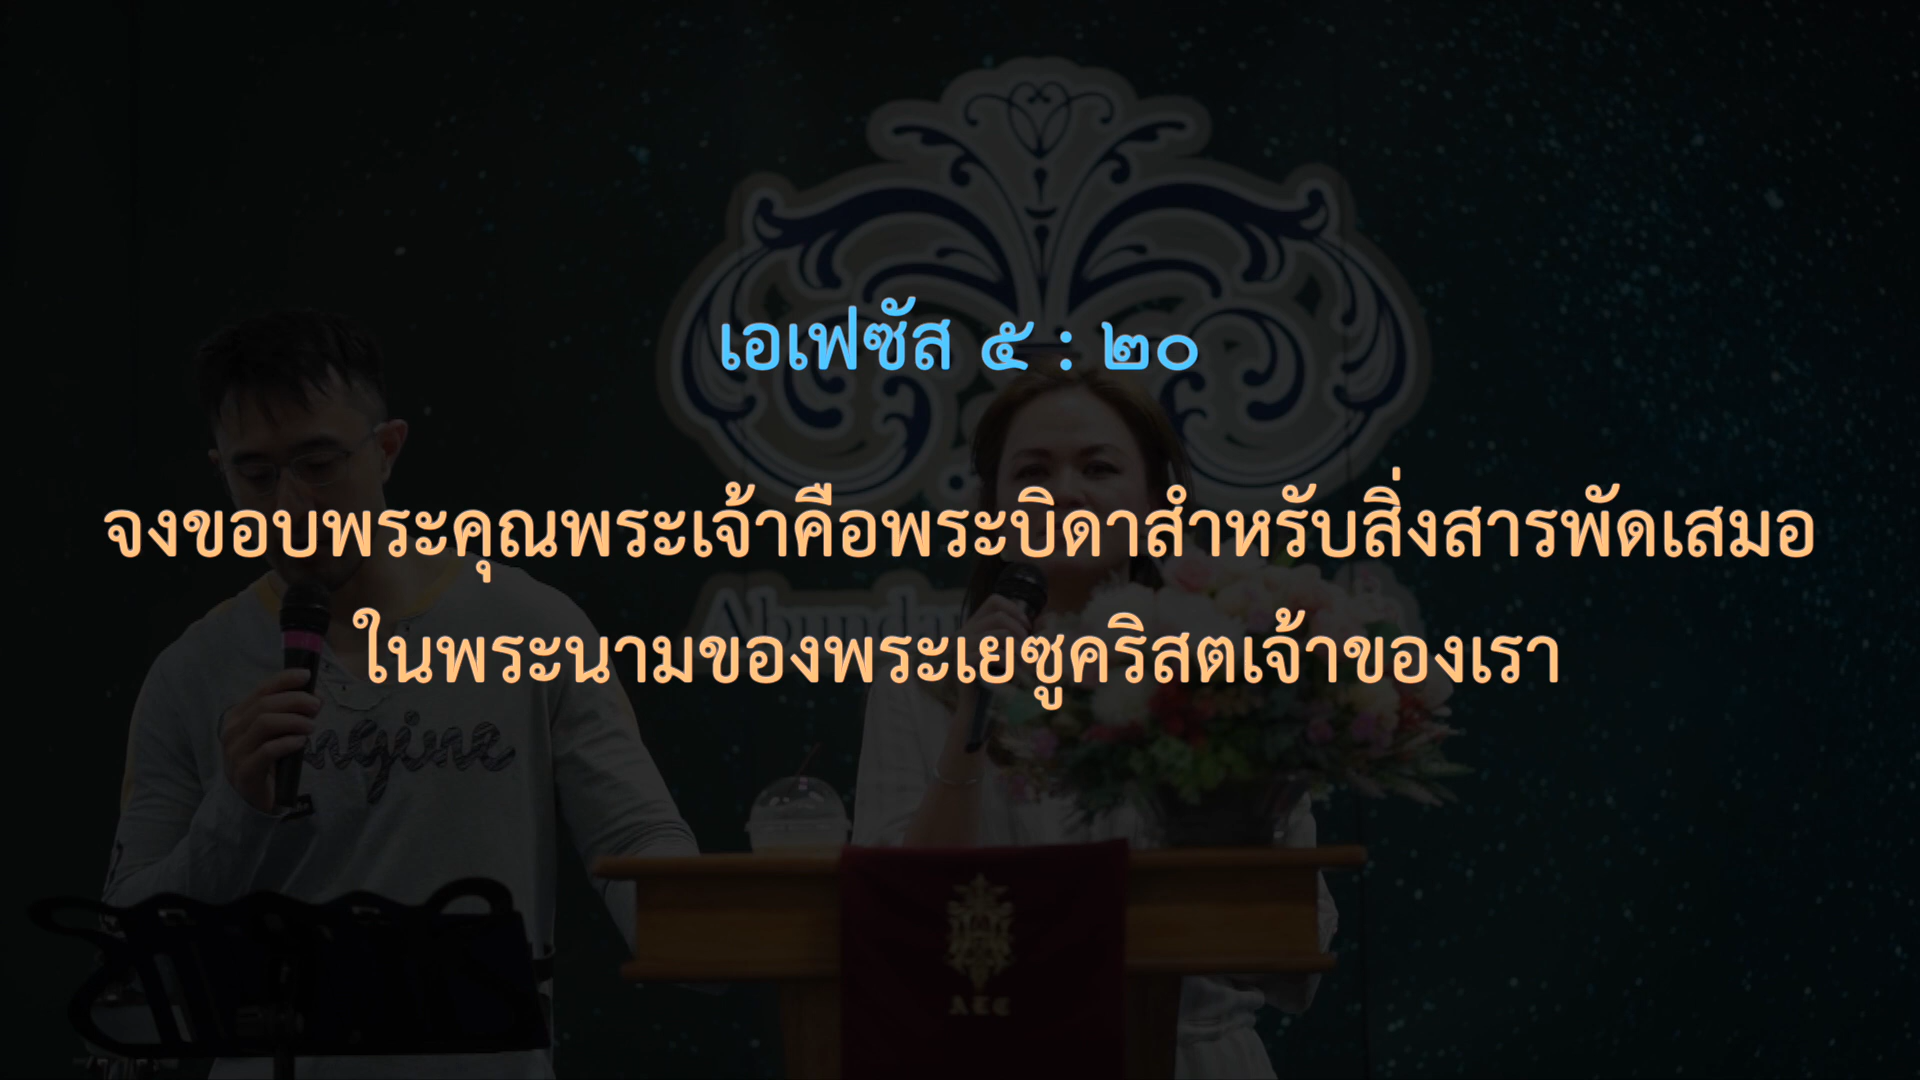 เอเฟซัส ๕ : ๒๐
จงขอบพระคุณพระเจ้าคือพระบิดาสำหรับสิ่งสารพัดเสมอ
ในพระนามของพระเยซูคริสตเจ้าของเรา